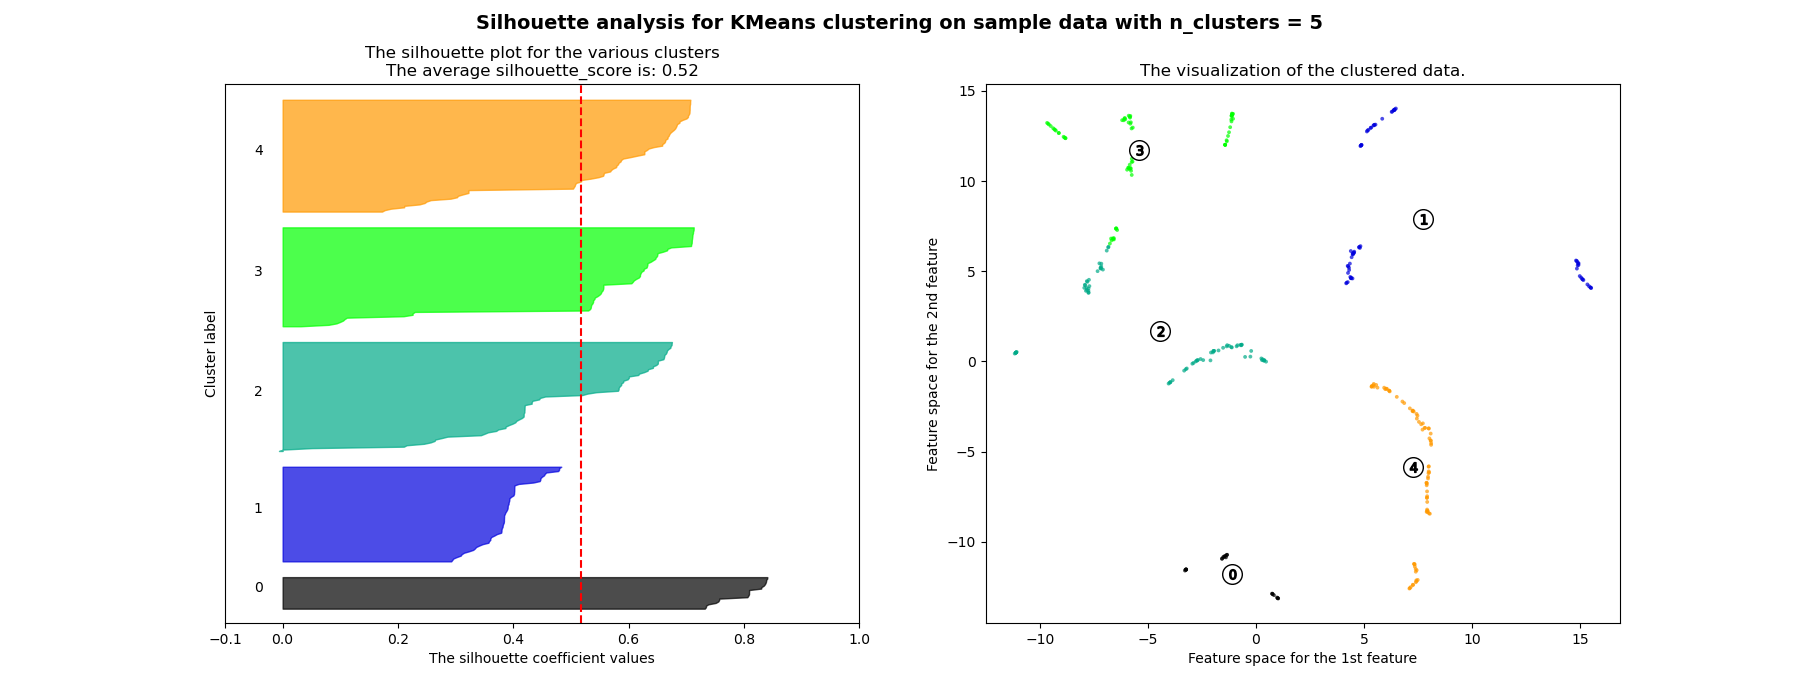 Silhouette analysis for KMeans clustering on sample data with n_clusters = 5
The silhouette plot for the various clusters
The average silhouette_score is: 0.52
Cluster label
4
3
2
1
0
−0.1 0.0 0.2 0.4 0.6 0.8 1.0
The silhouette coefficient values
The visualization of the clustered data.
Feature space for the 2nd feature
15
10
5
0
−5
−10
3
1
2
4
0
−10 −5 0 5 10 15
Feature space for the 1st feature